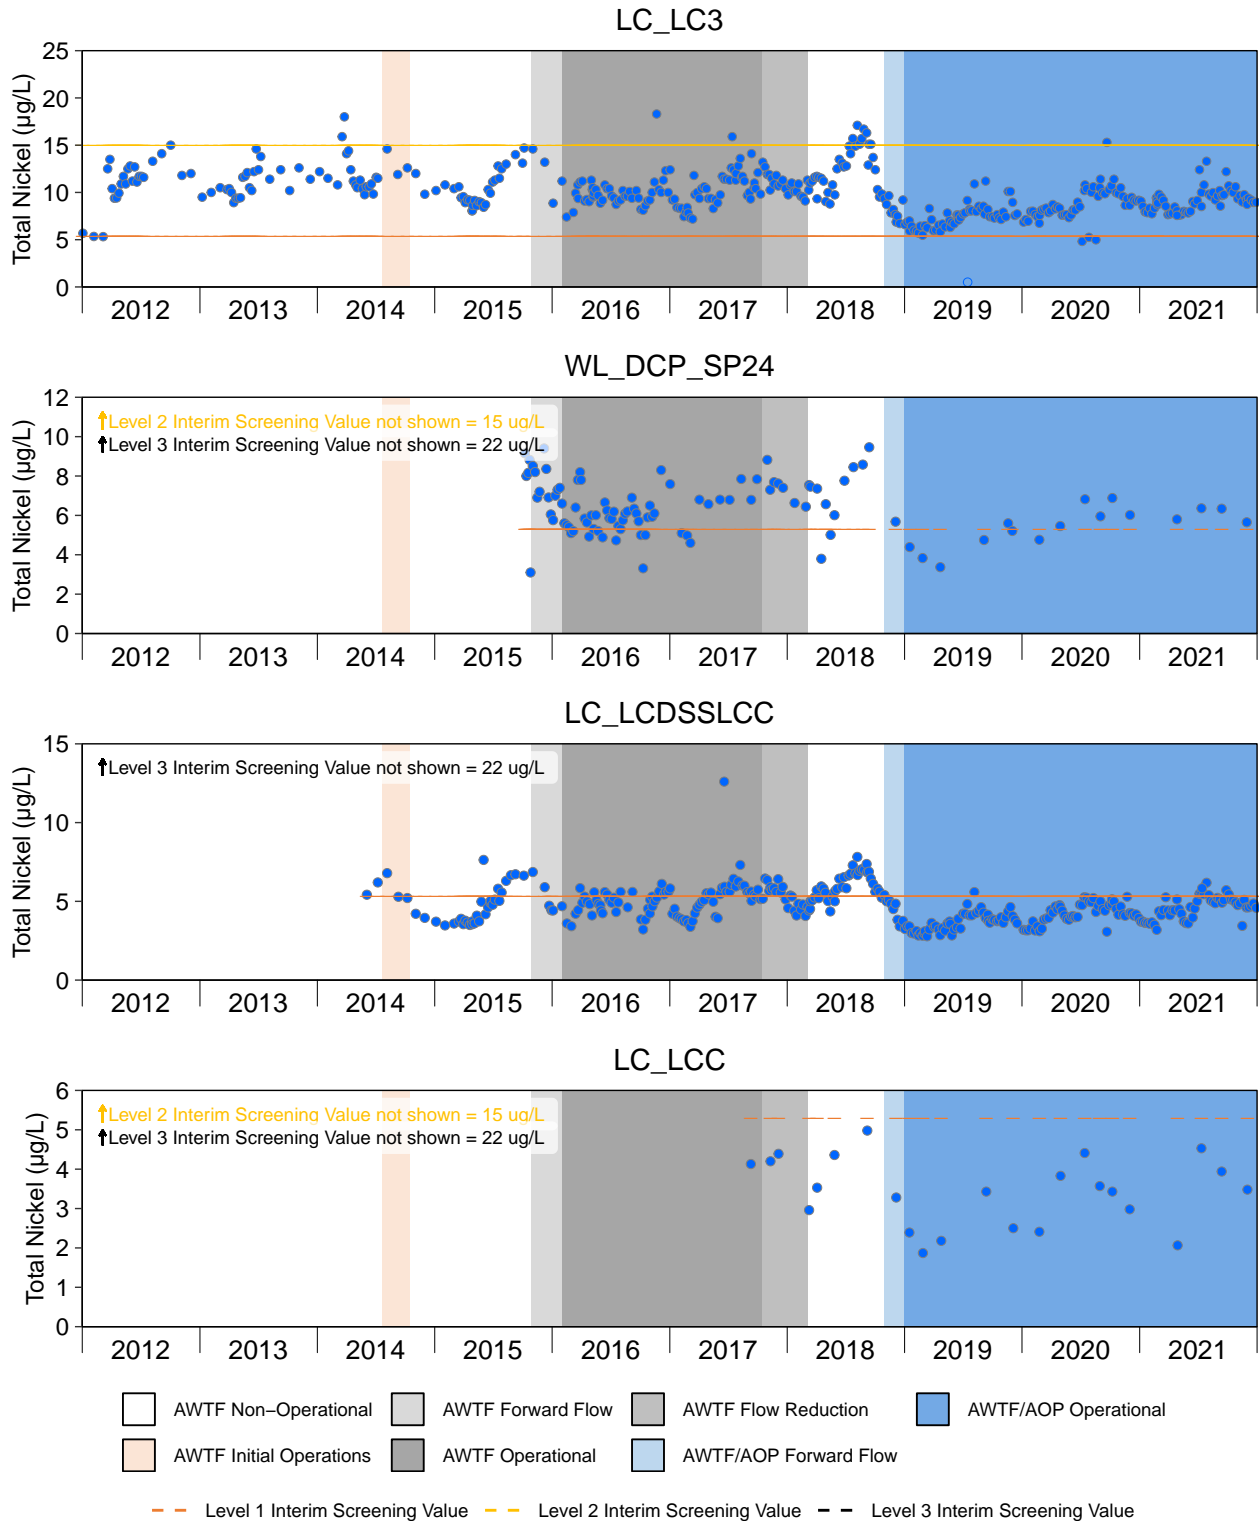 LC_LC3
Total Nickel (µg/L)
25
20
15
10
5
0
2012 2013 2014 2015 2016 2017 2018 2019 2020 2021
WL_DCP_SP24
Total Nickel (µg/L)
12
10
8
6
4
2
0
Level 2 Interim Screening Value not shown = 15 ug/L
Level 3 Interim Screening Value not shown = 22 ug/L
2012 2013 2014 2015 2016 2017 2018 2019 2020 2021
LC_LCDSSLCC
Total Nickel (µg/L)
15
10
5
0
Level 3 Interim Screening Value not shown = 22 ug/L
2012 2013 2014 2015 2016 2017 2018 2019 2020 2021
LC_LCC
Total Nickel (µg/L)
6
5
4
3
2
1
0
Level 2 Interim Screening Value not shown = 15 ug/L
Level 3 Interim Screening Value not shown = 22 ug/L
2012 2013 2014 2015 2016 2017 2018 2019 2020 2021
AWTF Non−Operational AWTF Forward Flow AWTF Flow Reduction AWTF/AOP Operational
AWTF Initial Operations AWTF Operational AWTF/AOP Forward Flow
Level 1 Interim Screening Value Level 2 Interim Screening Value Level 3 Interim Screening Value